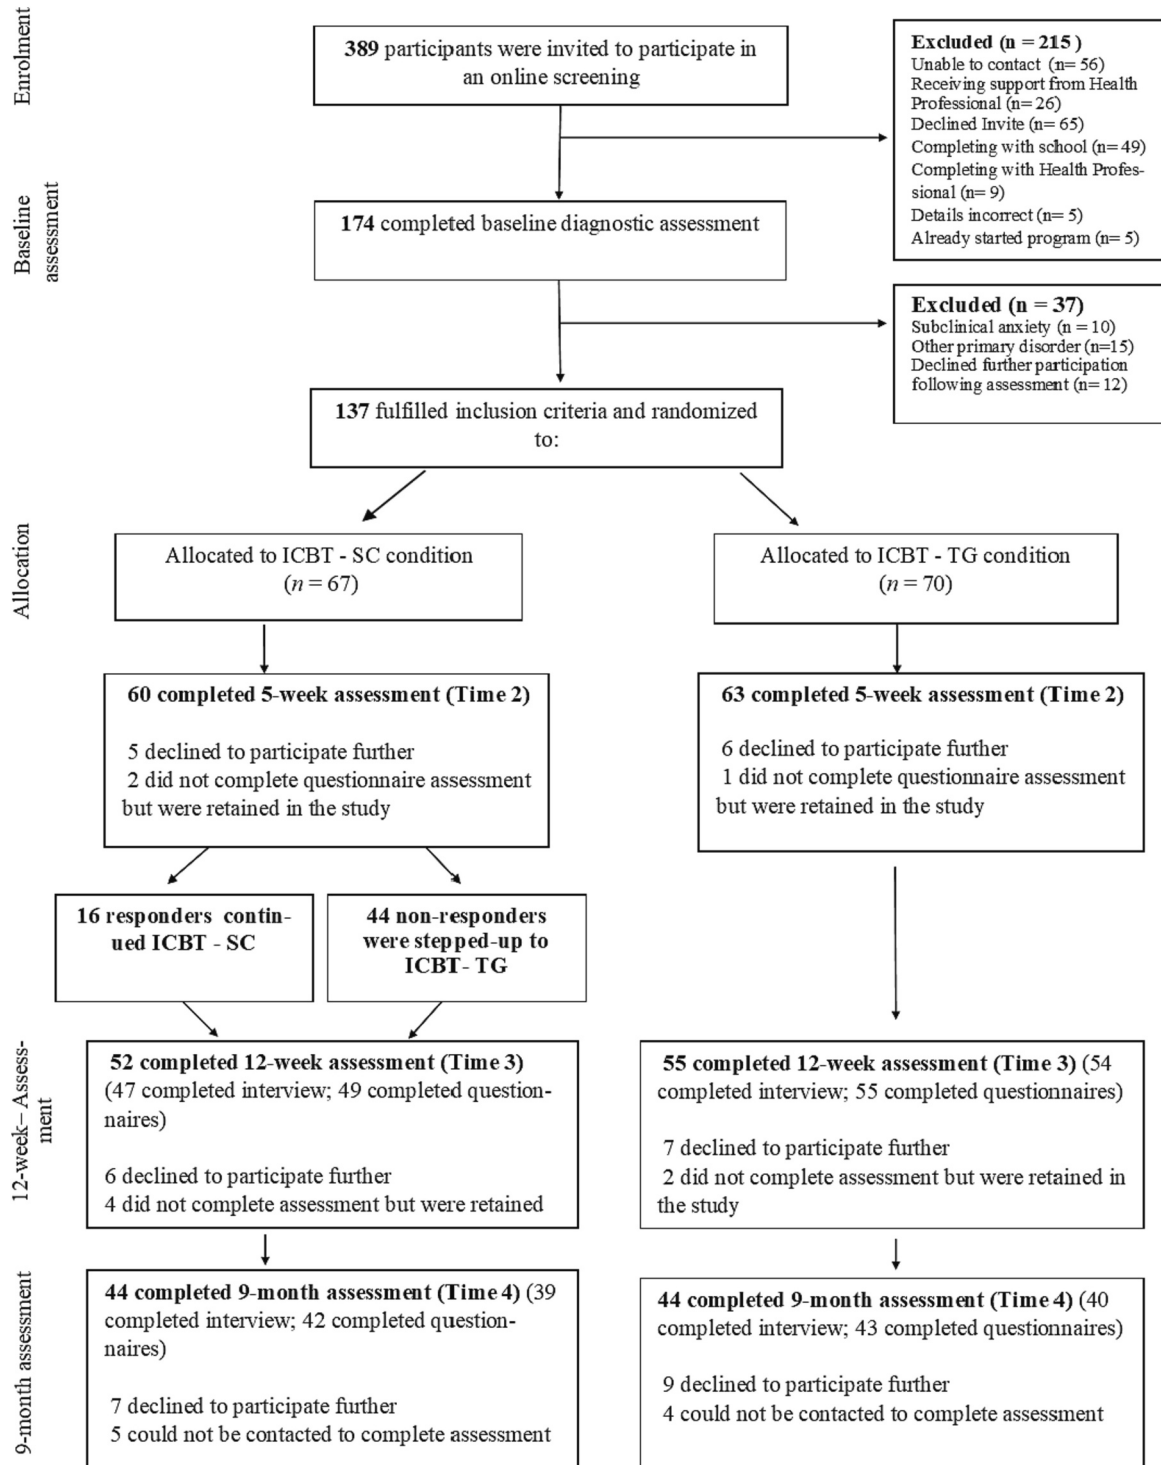 Enrolment
389 participants were invited to participate in
an online screening
Excluded (n = 215 )
Unable to contact (n= 56)
Receiving support from Health
Professional (n= 26)
Declined Invite (n= 65)
Completing with school (n= 49)
Completing with Health Profes-
sional (n= 9)
Details incorrect (n= 5)
Already started program (n= 5)
Baseline
assessment
174 completed baseline diagnostic assessment
Excluded (n = 37)
Subclinical anxiety (n = 10)
Other primary disorder (n=15)
Declined further participation
following assessment (n= 12)
137 fulfilled inclusion criteria and randomized
to:
Allocation
Allocated to ICBT - SC condition
(n = 67)
Allocated to ICBT - TG condition
(n = 70)
60 completed 5-week assessment (Time 2)
5 declined to participate further
2 did not complete questionnaire assessment
but were retained in the study
63 completed 5-week assessment (Time 2)
6 declined to participate further
1 did not complete questionnaire assessment
but were retained in the study
16 responders contin-
ued ICBT - SC
44 non-responders
were stepped-up to
ICBT- TG
12-week– Assess-
ment
52 completed 12-week assessment (Time 3)
(47 completed interview; 49 completed question-
naires)
6 declined to participate further
4 did not complete assessment but were retained
55 completed 12-week assessment (Time 3) (54
completed interview; 55 completed questionnaires)
7 declined to participate further
2 did not complete assessment but were retained in
the study
9-month assessment
44 completed 9-month assessment (Time 4) (39
completed interview; 42 completed question-
naires)
7 declined to participate further
5 could not be contacted to complete assessment
44 completed 9-month assessment (Time 4) (40
completed interview; 43 completed questionnaires)
9 declined to participate further
4 could not be contacted to complete assessment